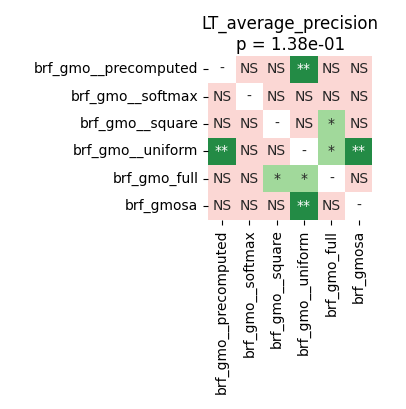 LT_average_precision
p = 1.38e-01
brf_gmo__precomputed - NS NS ** NS NS
brf_gmo__softmax NS - NS NS NS NS
brf_gmo__square NS NS - NS * NS
brf_gmo__uniform ** NS NS - * **
brf_gmo_full NS NS * * - NS
brf_gmosa NS NS NS ** NS -
brf_gmo__precomputed
brf_gmo__softmax
brf_gmo__square
brf_gmo__uniform
brf_gmo_full
brf_gmosa